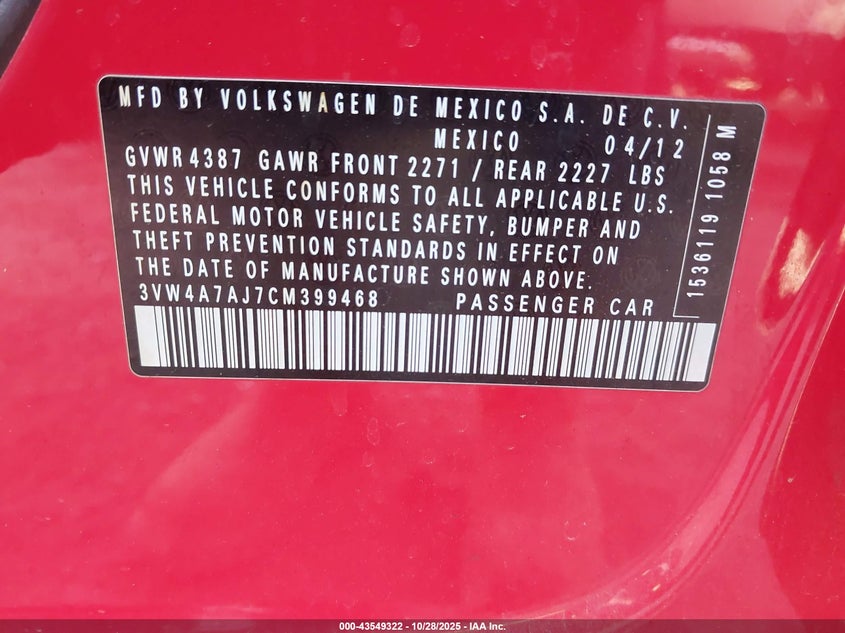 MFD BY VOLKSWAGEN DE MEXICO S.A. DE C.V.
MEXICO 04/12
GVWR 4387 GAWR FRONT 2271 / REAR 2227 LBS
THIS VEHICLE CONFORMS TO ALL APPLICABLE U.S.
FEDERAL MOTOR VEHICLE SAFETY, BUMPER AND
THEFT PREVENTION STANDARDS IN EFFECT ON
THE DATE OF MANUFACTURE SHOWN ABOVE.
3VW4A7AJ7CM399468 PASSENGER CAR
1536119 1058 M
000-43549322 | 10/28/2025 - IAA Inc.